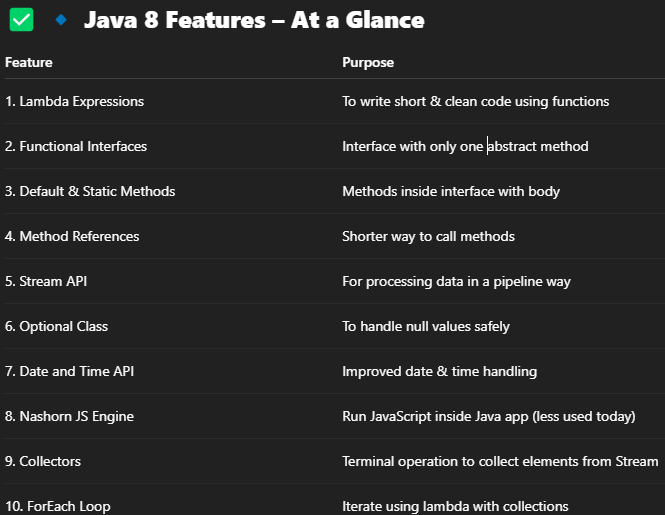 ✅ 🔹 Java 8 Features – At a Glance
Feature Purpose
1. Lambda Expressions To write short & clean code using functions
2. Functional Interfaces Interface with only one abstract method
3. Default & Static Methods Methods inside interface with body
4. Method References Shorter way to call methods
5. Stream API For processing data in a pipeline way
6. Optional Class To handle null values safely
7. Date and Time API Improved date & time handling
8. Nashorn JS Engine Run JavaScript inside Java app (less used today)
9. Collectors Terminal operation to collect elements from Stream
10. ForEach Loop Iterate using lambda with collections